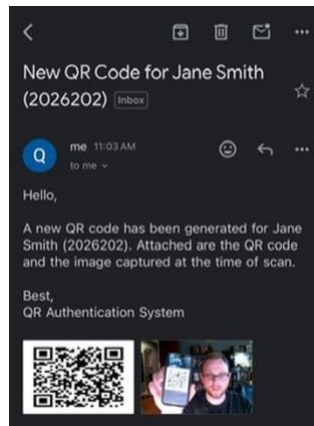 New QR Code for Jane Smith
(2026202) Inbox
Q
me 11:03 AM
to me
Hello,
A new QR code has been generated for Jane
Smith (2026202). Attached are the QR code
and the image captured at the time of scan.
Best,
QR Authentication System